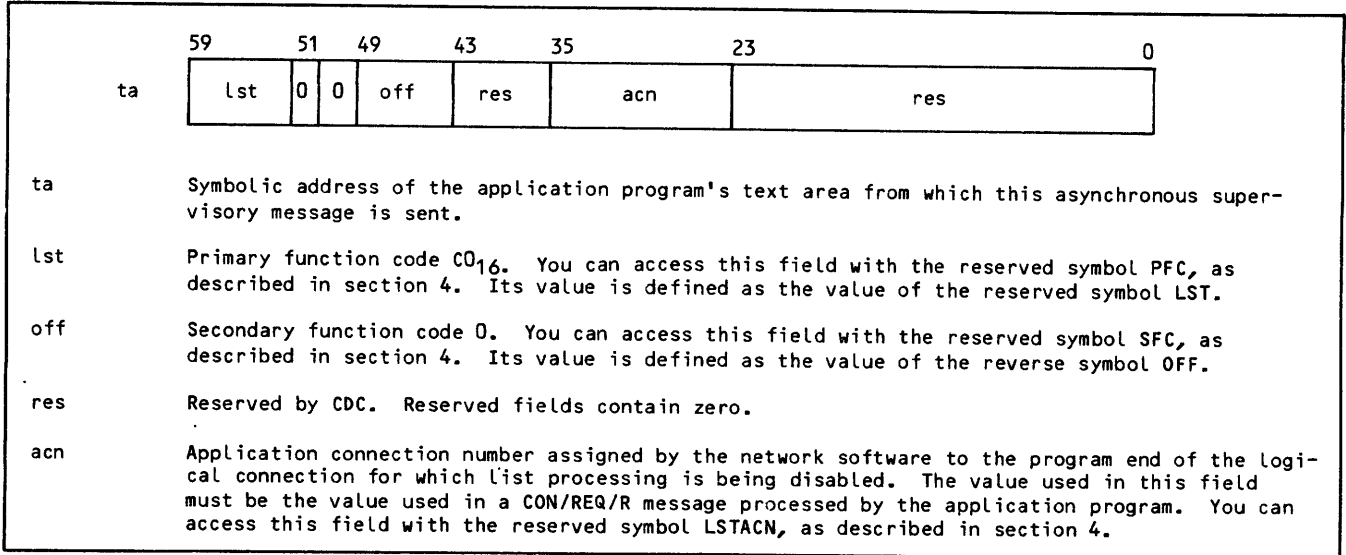 59 51 49 43 35 23 0
ta lst 0 0 off res acn res
ta Symbolic address of the application program's text area from which this asynchronous super-
visory message is sent.
lst Primary function code C0₁₆. You can access this field with the reserved symbol PFC, as
described in section 4. Its value is defined as the value of the reserved symbol LST.
off Secondary function code 0. You can access this field with the reserved symbol SFC, as
described in section 4. Its value is defined as the value of the reverse symbol OFF.
res Reserved by CDC. Reserved fields contain zero.
acn Application connection number assigned by the network software to the program end of the logi-
cal connection for which list processing is being disabled. The value used in this field
must be the value used in a CON/REQ/R message processed by the application program. You can
access this field with the reserved symbol LSTACN, as described in section 4.